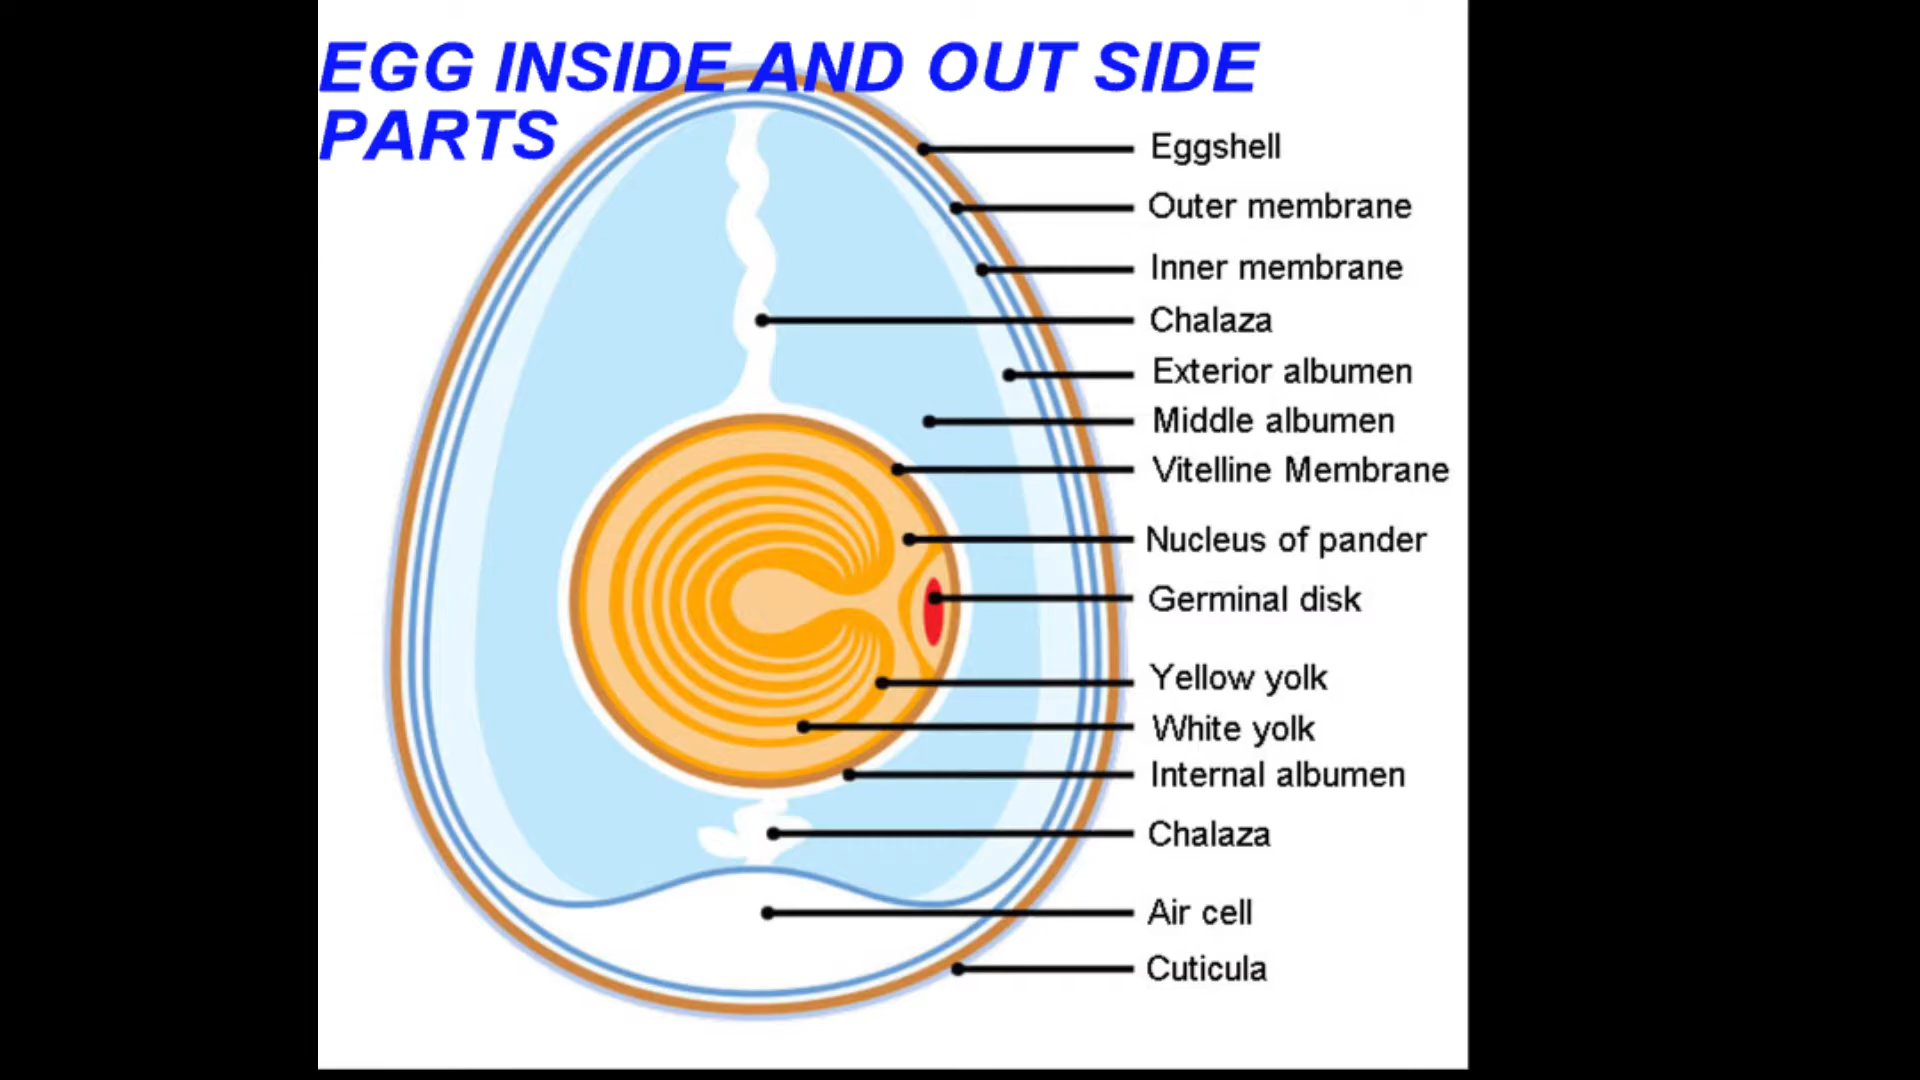 EGG INSIDE AND OUT SIDE
PARTS
Eggshell
Outer membrane
Inner membrane
Chalaza
Exterior albumen
Middle albumen
Vitelline Membrane
Nucleus of pander
Germinal disk
Yellow yolk
White yolk
Internal albumen
Chalaza
Air cell
Cuticula